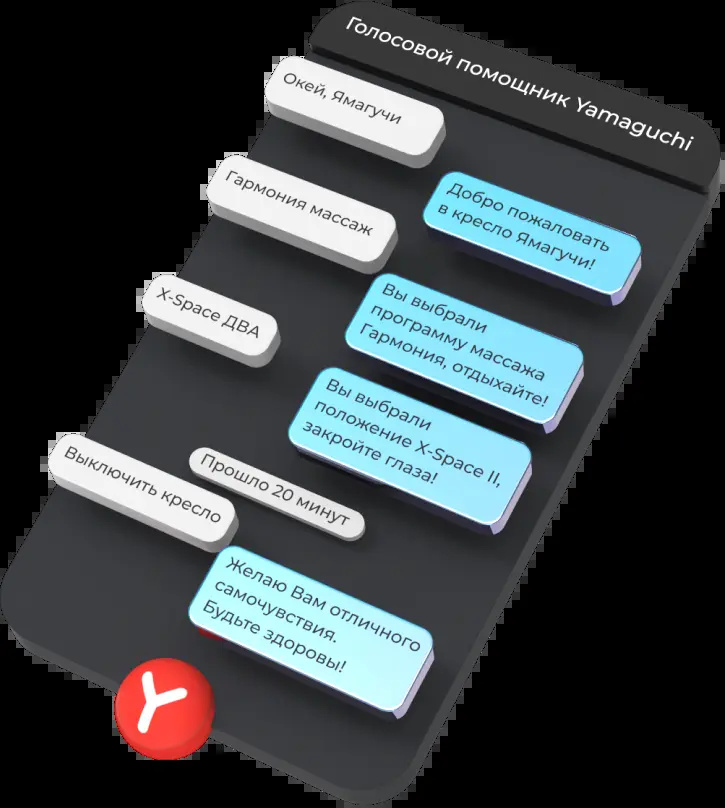 Голосовой помощник Yamaguchi
Окей, Ямагучи
Добро пожаловать
в кресло Ямагучи!
Гармония массаж
Вы выбрали
программу массажа
Гармония, отдыхайте!
X-Space ДВА
Вы выбрали
положение X-Space II,
закройте глаза!
Прошло 20 минут
Выключить кресло
Желаю Вам отличного
самочувствия.
Будьте здоровы!